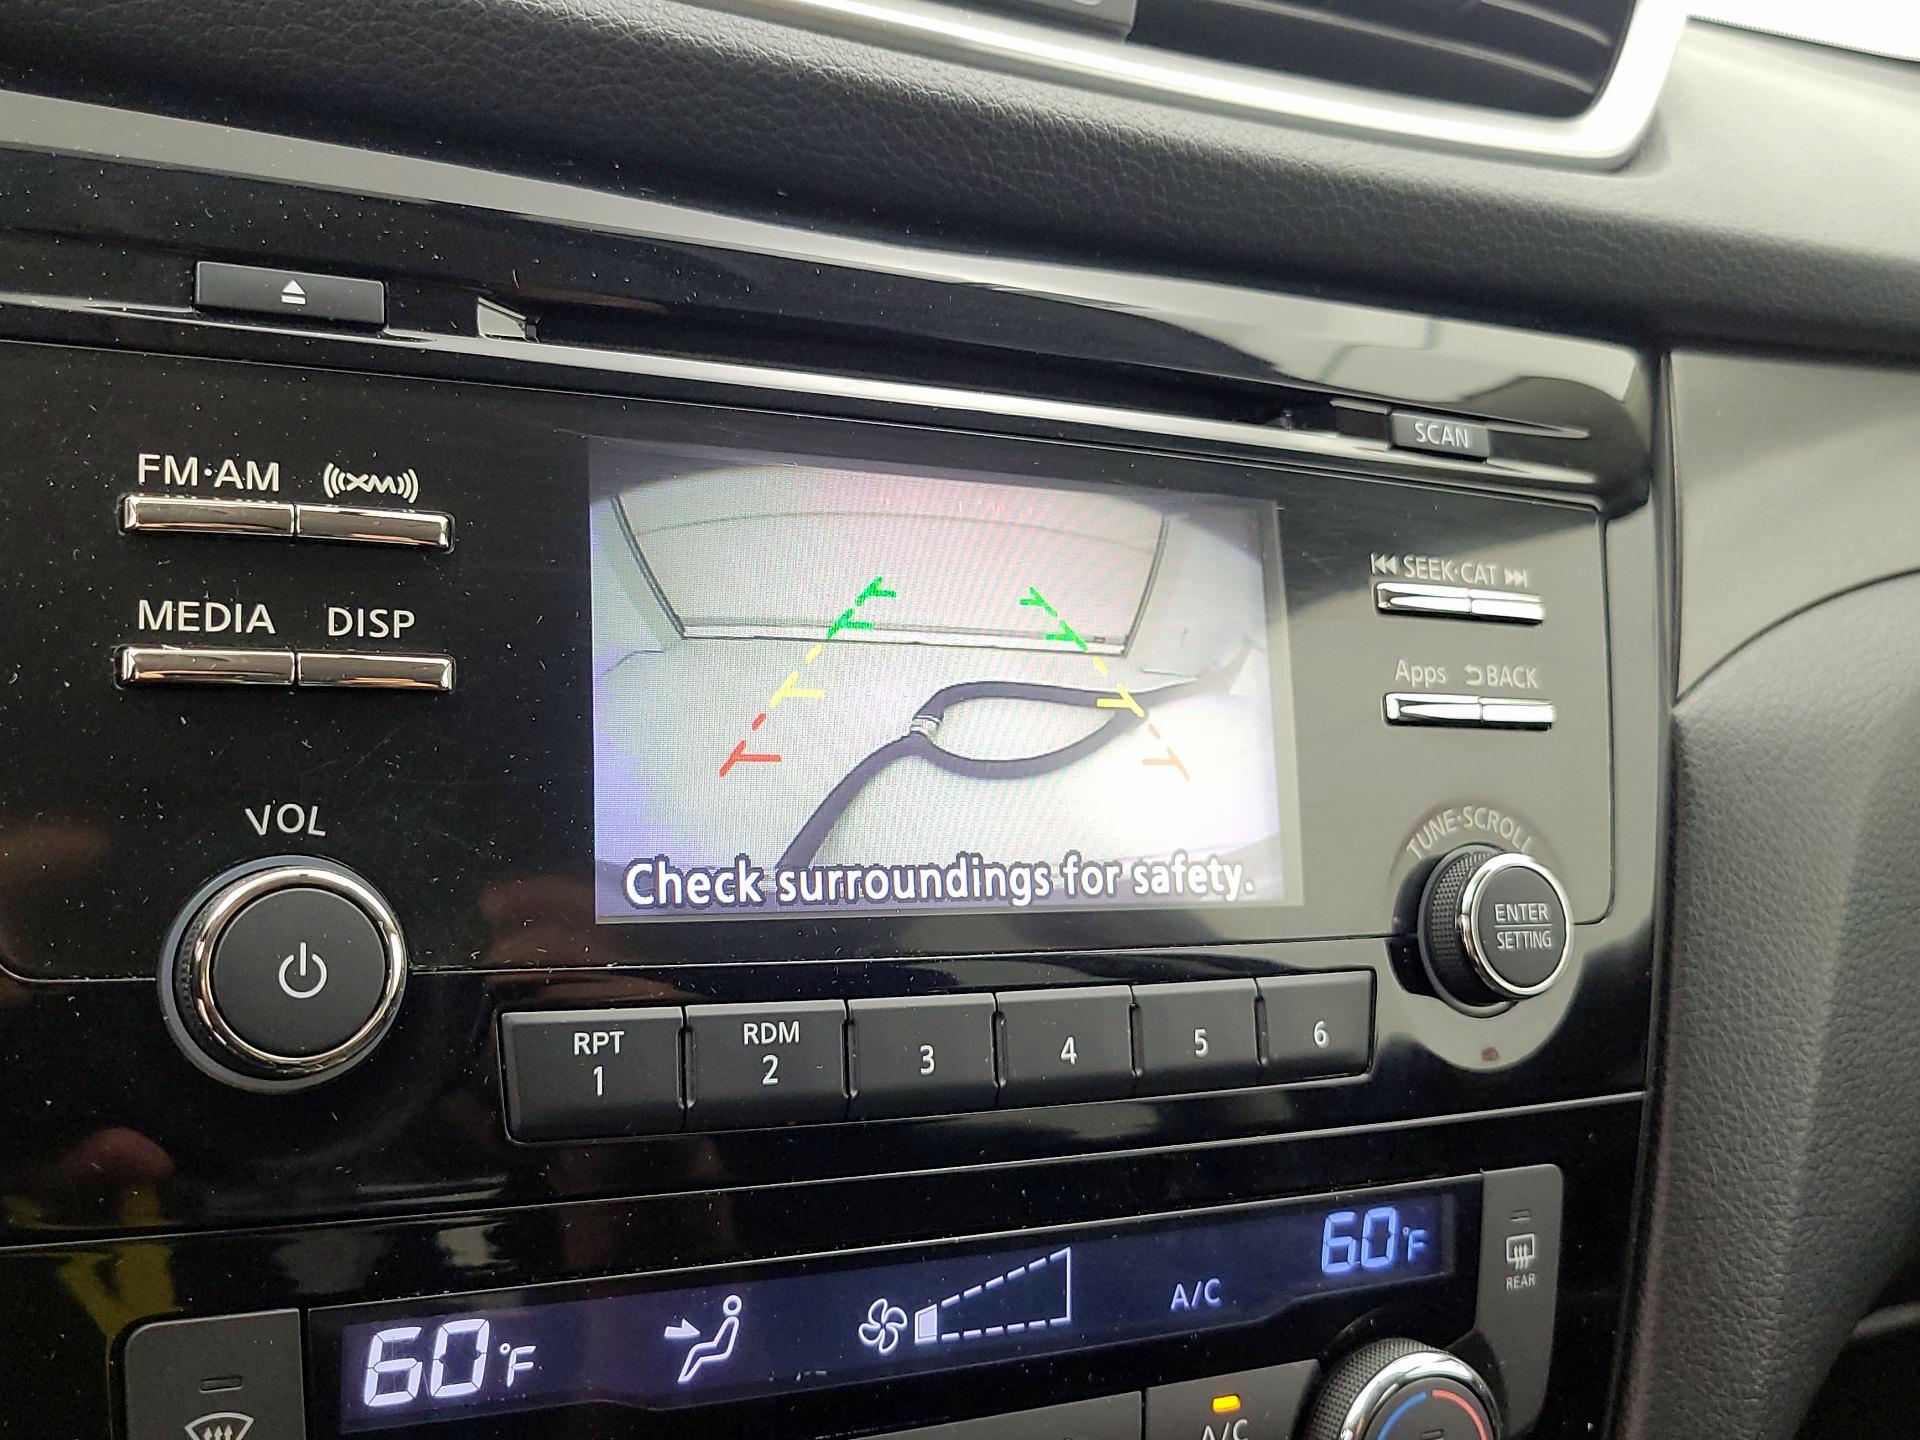 SCAN
FM·AM
(((XM)))
SEEK·CAT
MEDIA
DISP
Apps
BACK
VOL
TUNE·SCROLL
Check surroundings for safety.
ENTER
SETTING
RPT
1
RDM
2
3
4
5
6
60°F
A/C
60°F
REAR
A/C